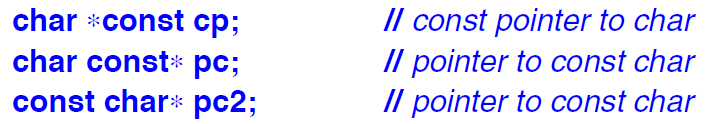 char *const cp; // const pointer to char
char const* pc; // pointer to const char
const char* pc2; // pointer to const char